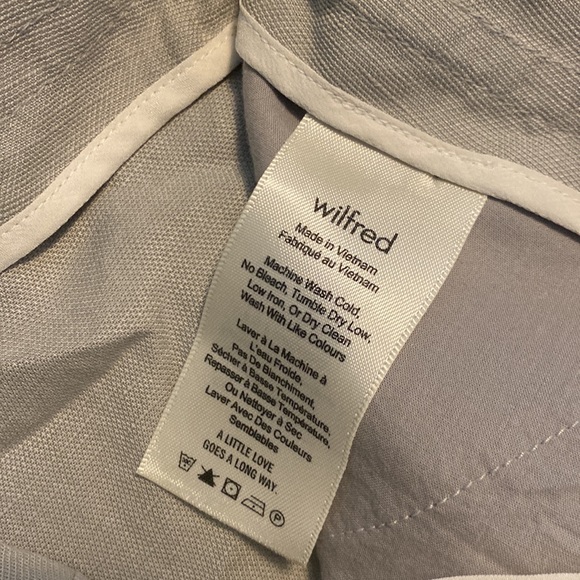 wilfred
Made in Vietnam
Fabriqué au Vietnam
Machine Wash Cold,
No Bleach, Tumble Dry Low,
Low Iron, Or Dry Clean
Wash With Like Colours
Laver À La Machine à
L'eau Froide,
Pas De Blanchiment,
Sécher à Basse Température,
Repasser à Basse Température,
Ou Nettoyer à Sec
Laver Avec Des Couleurs
Semblables
A LITTLE LOVE
GOES A LONG WAY.
P